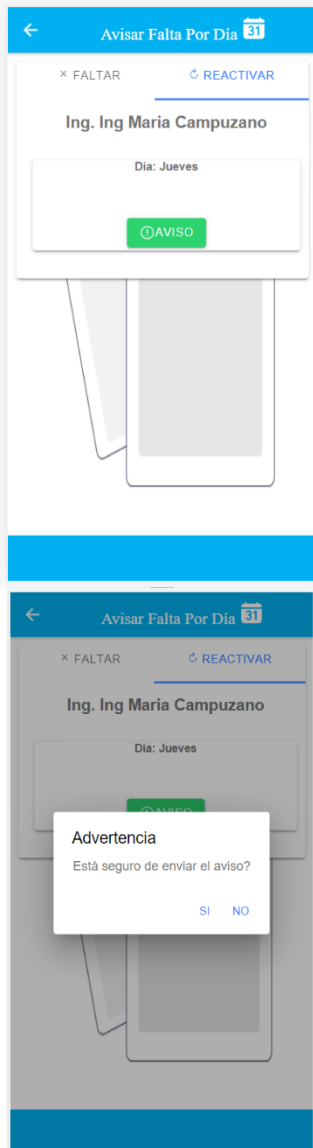 Avisar Falta Por Día 31
× FALTAR REACTIVAR
Ing. Ing Maria Campuzano
Día: Jueves
AVISO
Avisar Falta Por Día 31
× FALTAR REACTIVAR
Ing. Ing Maria Campuzano
Día: Jueves
AVISO
Advertencia
Está seguro de enviar el aviso?
SI NO